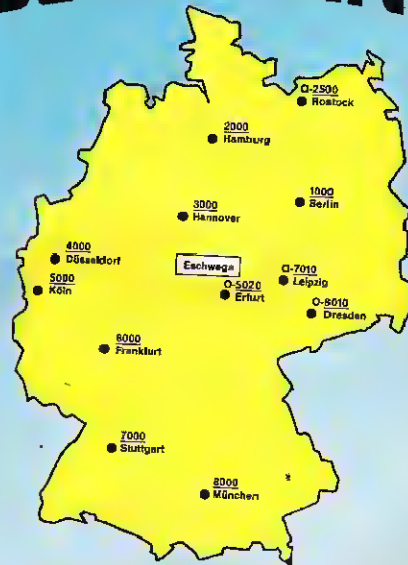 O-2500
Rostock
2000
Hamburg
1000
Berlin
3000
Hannover
4000
Düsseldorf
Eschwege
O-7010
Leipzig
5000
Köln
O-5020
Erfurt
O-8010
Dresden
6000
Frankfurt
7000
Stuttgart
8000
München